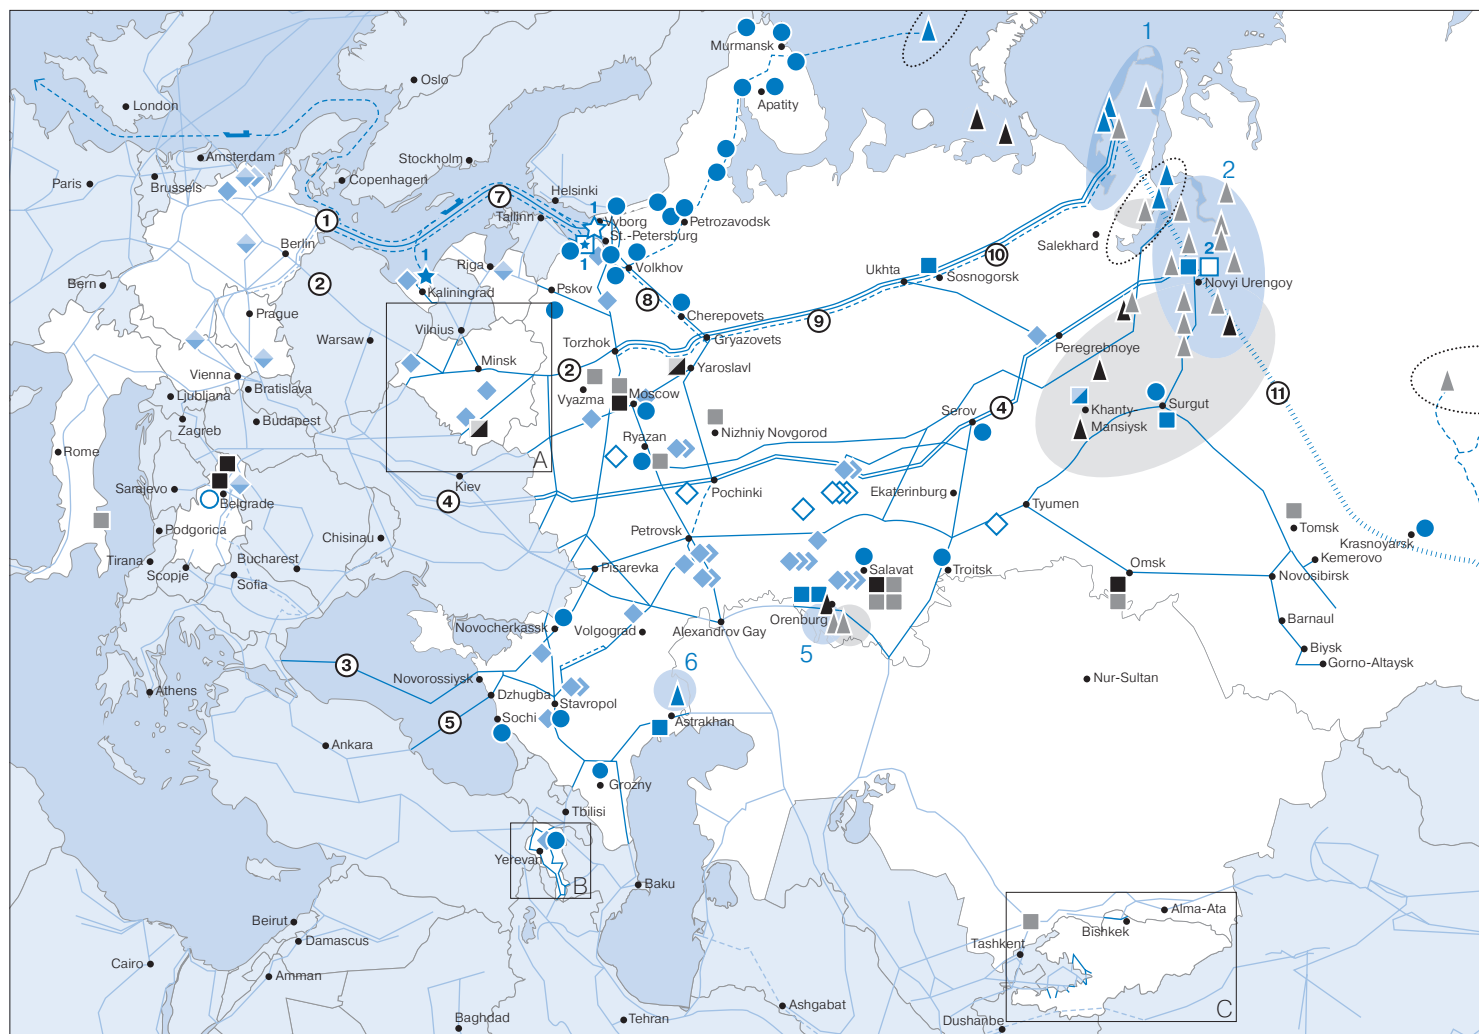 1
Murmansk
Oslo
London
Apatity
2
Amsterdam
Stockholm
Paris
Brussels
Copenhagen
Helsinki
7
1
1
Tallinn
Vyborg
Petrozavodsk
St.-Petersburg
Salekhard
Berlin
1
1
10
2
Riga
Volkhov
Ukhta
Sosnogorsk
Bern
2
Kaliningrad
Pskov
8
Novyi Urengoy
Prague
Cherepovets
9
Vilnius
Warsaw
Torzhok
Gryazovets
Peregrebnoye
Minsk
2
Yaroslavl
Vienna
Bratislava
Vyazma
Moscow
11
Ljubljana
Serov
4
Khanty-
Mansiysk
Surgut
Zagreb
Budapest
Nizhniy Novgorod
Rome
Ryazan
A
Sarajevo
Belgrade
Kiev
4
Pochinki
Ekaterinburg
Tyumen
Podgorica
Chisinau
Petrovsk
Tomsk
Krasnoyarsk
Tirana
Scopje
Bucharest
Sofia
Pisarevka
Salavat
Troitsk
Omsk
Kemerovo
Novosibirsk
Orenburg
Novocherkassk
Volgograd
Alexandrov Gay
Barnaul
5
Biysk
3
6
Gorno-Altaysk
Novorossiysk
Nur-Sultan
Athens
Dzhugba
Stavropol
5
Sochi
Astrakhan
Ankara
Grozny
Tbilisi
Yerevan
B
Baku
Beirut
Alma-Ata
Damascus
Bishkek
Tashkent
Cairo
Amman
C
Ashgabat
Baghdad
Tehran
Dushanbe